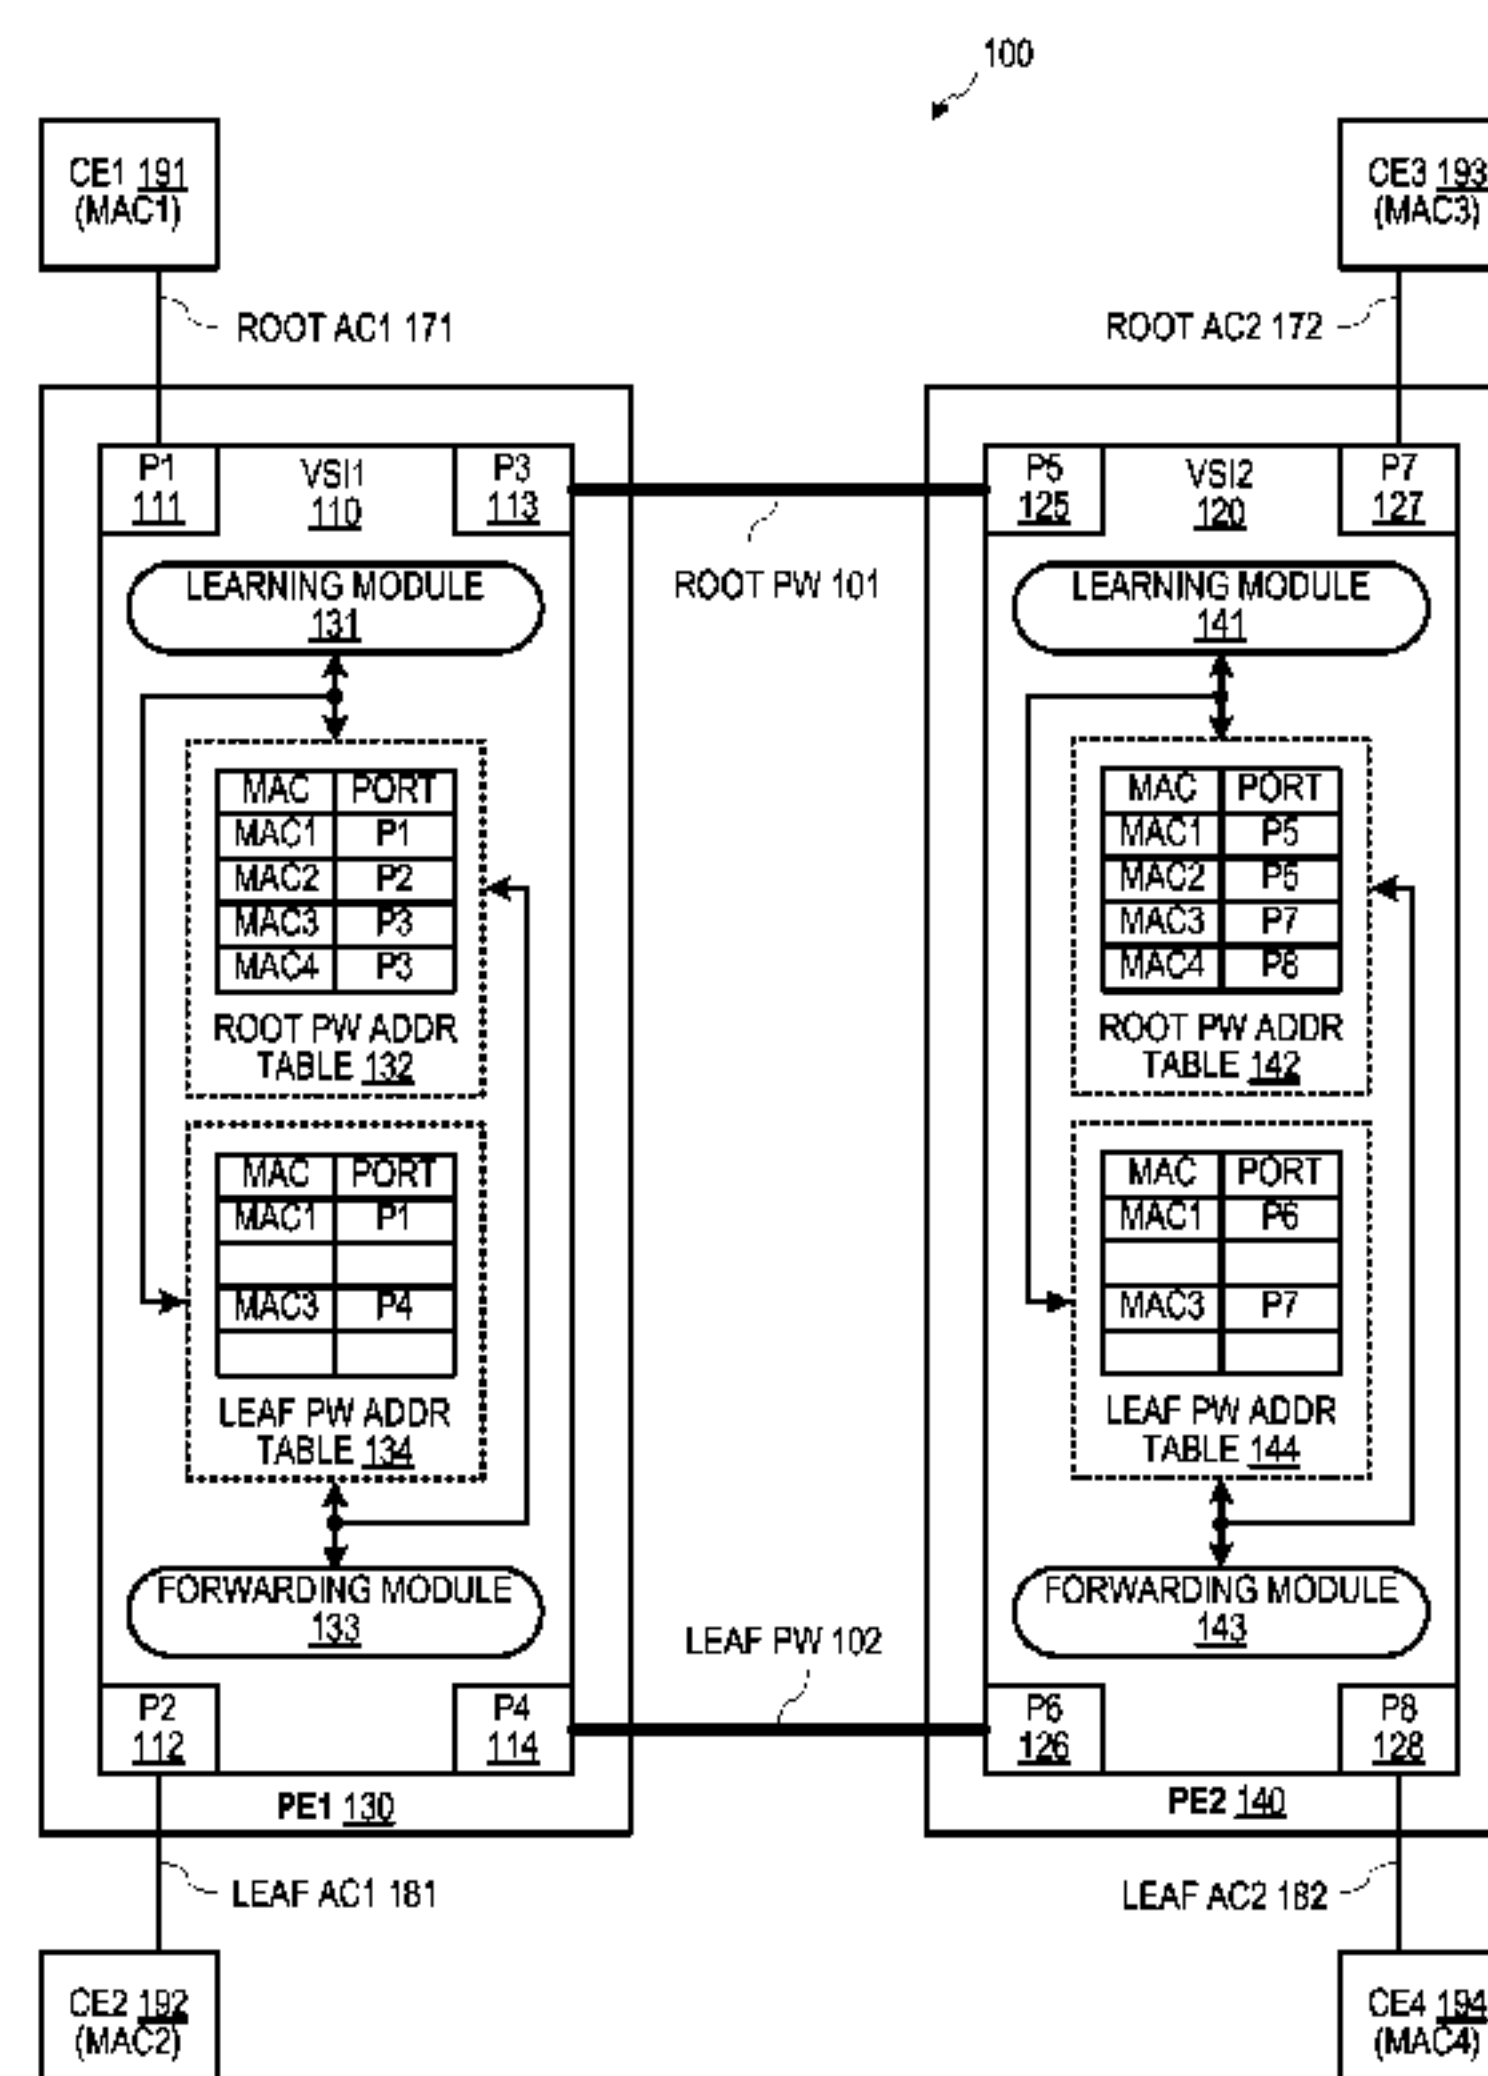 100
CE1 191
(MAC1)
CE3 193
(MAC3)
ROOT AC1 171
ROOT AC2 172
P1
111
VSI1
110
P3
113
P5
125
VSI2
120
P7
127
ROOT PW 101
LEARNING MODULE
131
LEARNING MODULE
141
MAC PORT
MAC1 P1
MAC2 P2
MAC3 P3
MAC4 P3
ROOT PW ADDR
TABLE 132
MAC PORT
MAC1 P5
MAC2 P5
MAC3 P7
MAC4 P8
ROOT PW ADDR
TABLE 142
MAC PORT
MAC1 P1
MAC3 P4
LEAF PW ADDR
TABLE 134
MAC PORT
MAC1 P6
MAC3 P7
LEAF PW ADDR
TABLE 144
FORWARDING MODULE
133
FORWARDING MODULE
143
LEAF PW 102
P2
112
P4
114
P6
126
P8
128
PE1 130
PE2 140
LEAF AC1 181
LEAF AC2 182
CE2 192
(MAC2)
CE4 194
(MAC4)